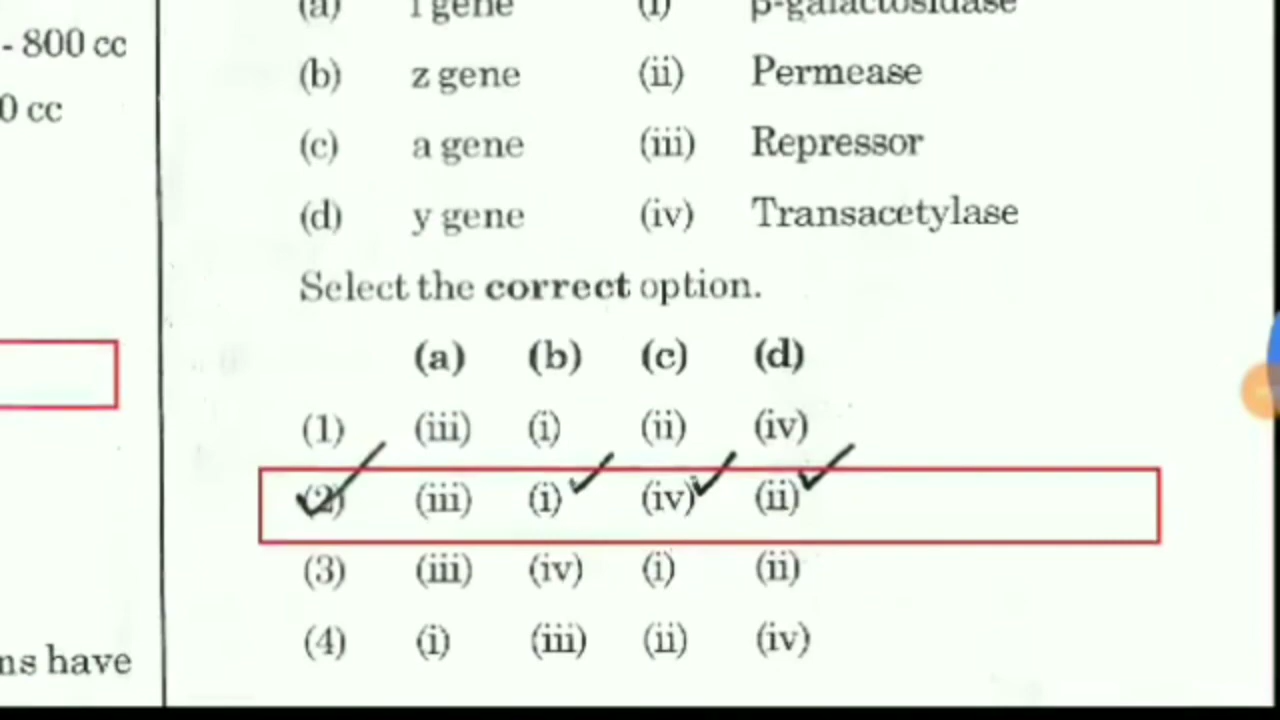 - 800 cc
0 cc
ns have
(a) i gene (i) β-galactosidase
(b) z gene (ii) Permease
(c) a gene (iii) Repressor
(d) y gene (iv) Transacetylase
Select the correct option.
(a) (b) (c) (d)
(1) (iii) (i) (ii) (iv)
(2) (iii) (i) (iv) (ii)
(3) (iii) (iv) (i) (ii)
(4) (i) (iii) (ii) (iv)